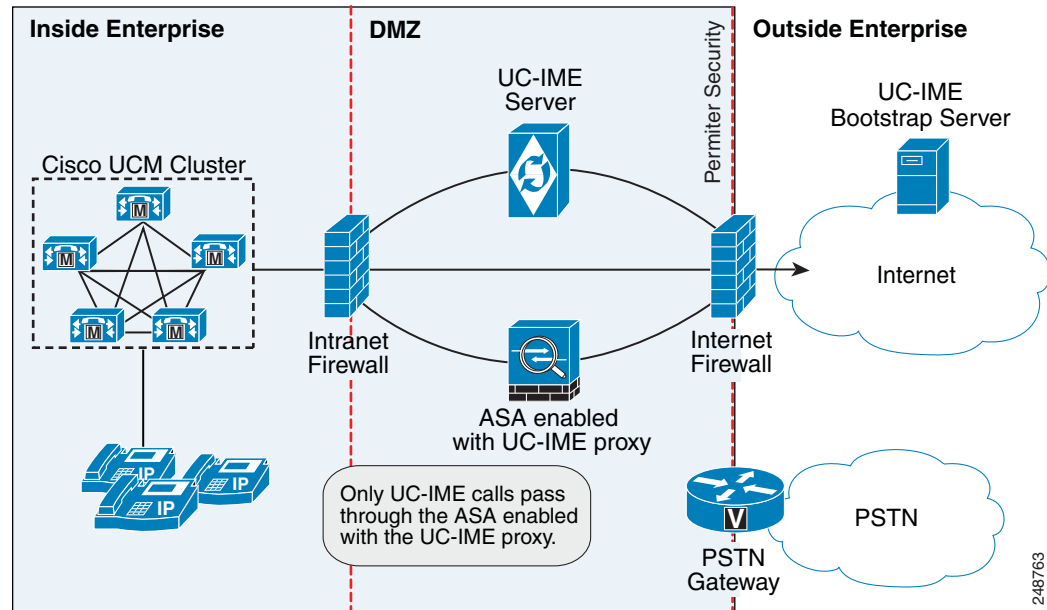 Inside Enterprise
DMZ
Permiter Security
Outside Enterprise
UC-IME
Server
UC-IME
Bootstrap Server
Cisco UCM Cluster
M
M
M
M
M
Internet
Intranet
Firewall
Internet
Firewall
ASA enabled
with UC-IME proxy
IP
IP
IP
Only UC-IME calls pass
through the ASA enabled
with the UC-IME proxy.
V
PSTN
PSTN
Gateway
248763